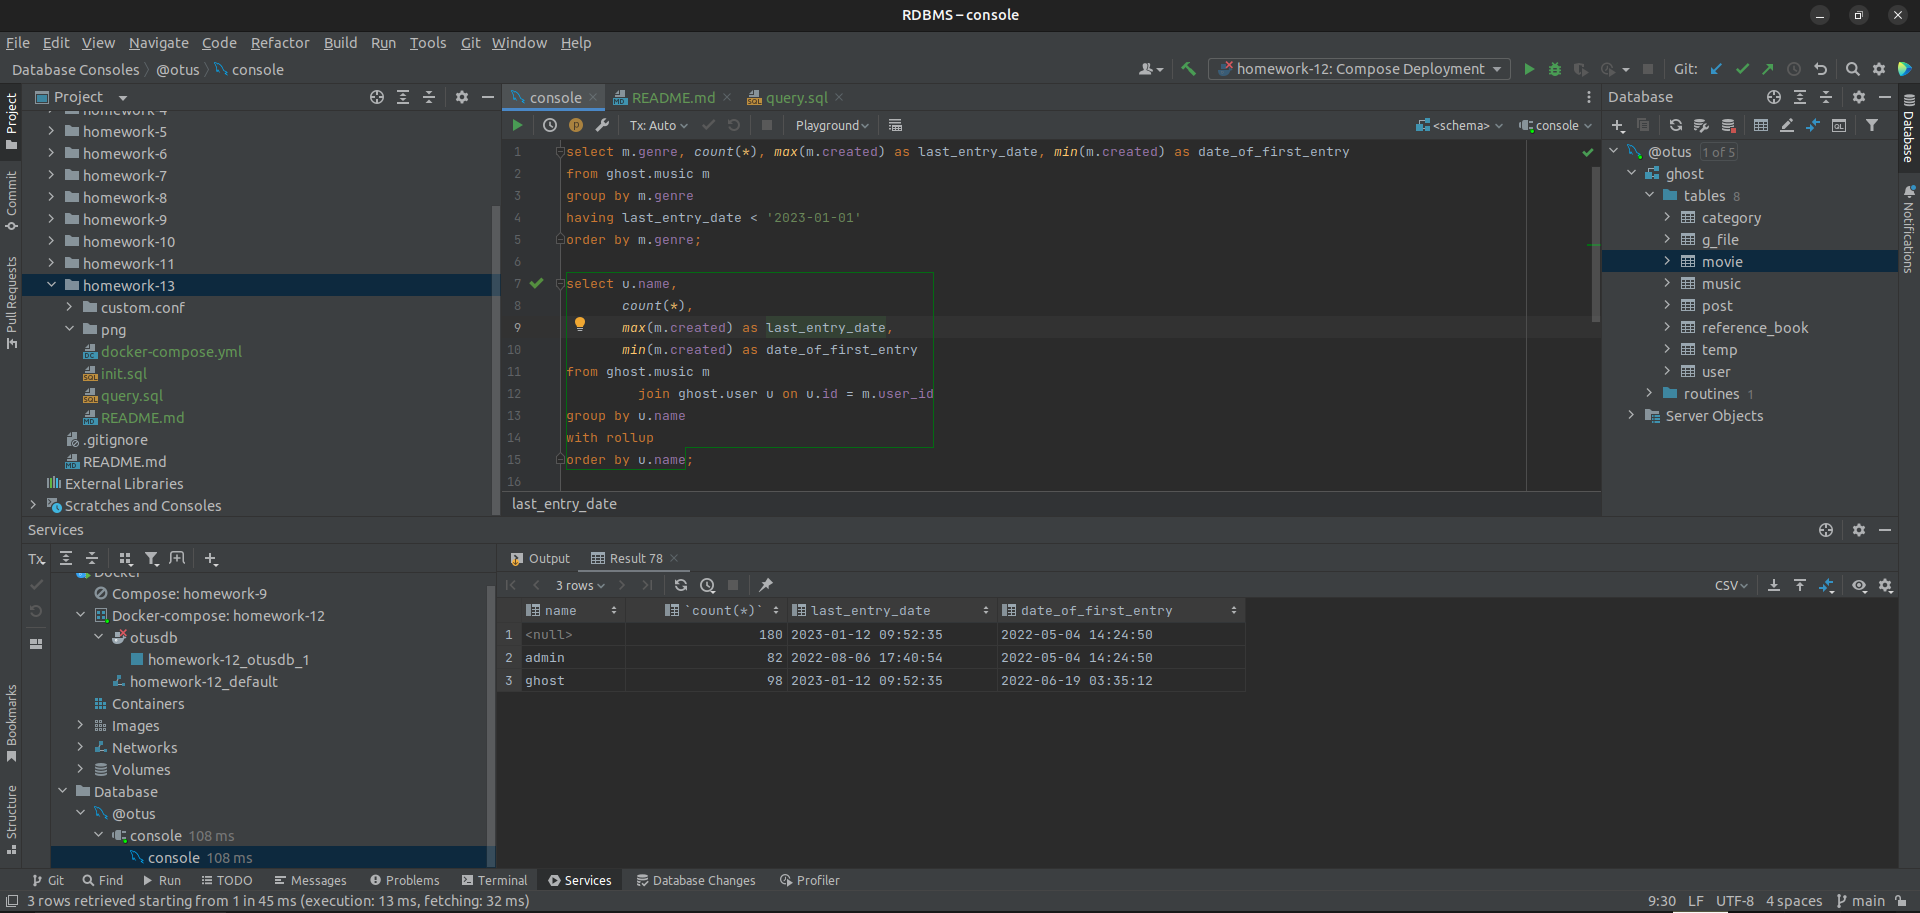 RDBMS – console
File Edit View Navigate Code Refactor Build Run Tools Git Window Help
Database Consoles @otus console
homework-12: Compose Deployment
Git:
Project
console
README.md
query.sql
Database
Project
Commit
Pull Requests
Bookmarks
Structure
Database
Notifications
homework-4
homework-5
homework-6
homework-7
homework-8
homework-9
homework-10
homework-11
homework-13
custom.conf
png
docker-compose.yml
init.sql
query.sql
README.md
.gitignore
README.md
External Libraries
Scratches and Consoles
Tx: Auto
Playground
<schema>
console
1 select m.genre, count(*), max(m.created) as last_entry_date, min(m.created) as date_of_first_entry
2 from ghost.music m
3 group by m.genre
4 having last_entry_date < '2023-01-01'
5 order by m.genre;
6
7 select u.name,
8 count(*),
9 max(m.created) as last_entry_date,
10 min(m.created) as date_of_first_entry
11 from ghost.music m
12 join ghost.user u on u.id = m.user_id
13 group by u.name
14 with rollup
15 order by u.name;
16
last_entry_date
@otus 1 of 5
ghost
tables 8
category
g_file
movie
music
post
reference_book
temp
user
routines 1
Server Objects
Services
Tx
Docker
Compose: homework-9
Docker-compose: homework-12
otusdb
homework-12_otusdb_1
homework-12_default
Containers
Images
Networks
Volumes
Database
@otus
console 108 ms
console 108 ms
Output
Result 78
3 rows
CSV
name `count(*)` last_entry_date date_of_first_entry
1 <null> 180 2023-01-12 09:52:35 2022-05-04 14:24:50
2 admin 82 2022-08-06 17:40:54 2022-05-04 14:24:50
3 ghost 98 2023-01-12 09:52:35 2022-06-19 03:35:12
Git Find Run TODO Messages Problems Terminal Services Database Changes Profiler
3 rows retrieved starting from 1 in 45 ms (execution: 13 ms, fetching: 32 ms)
9:30 LF UTF-8 4 spaces main